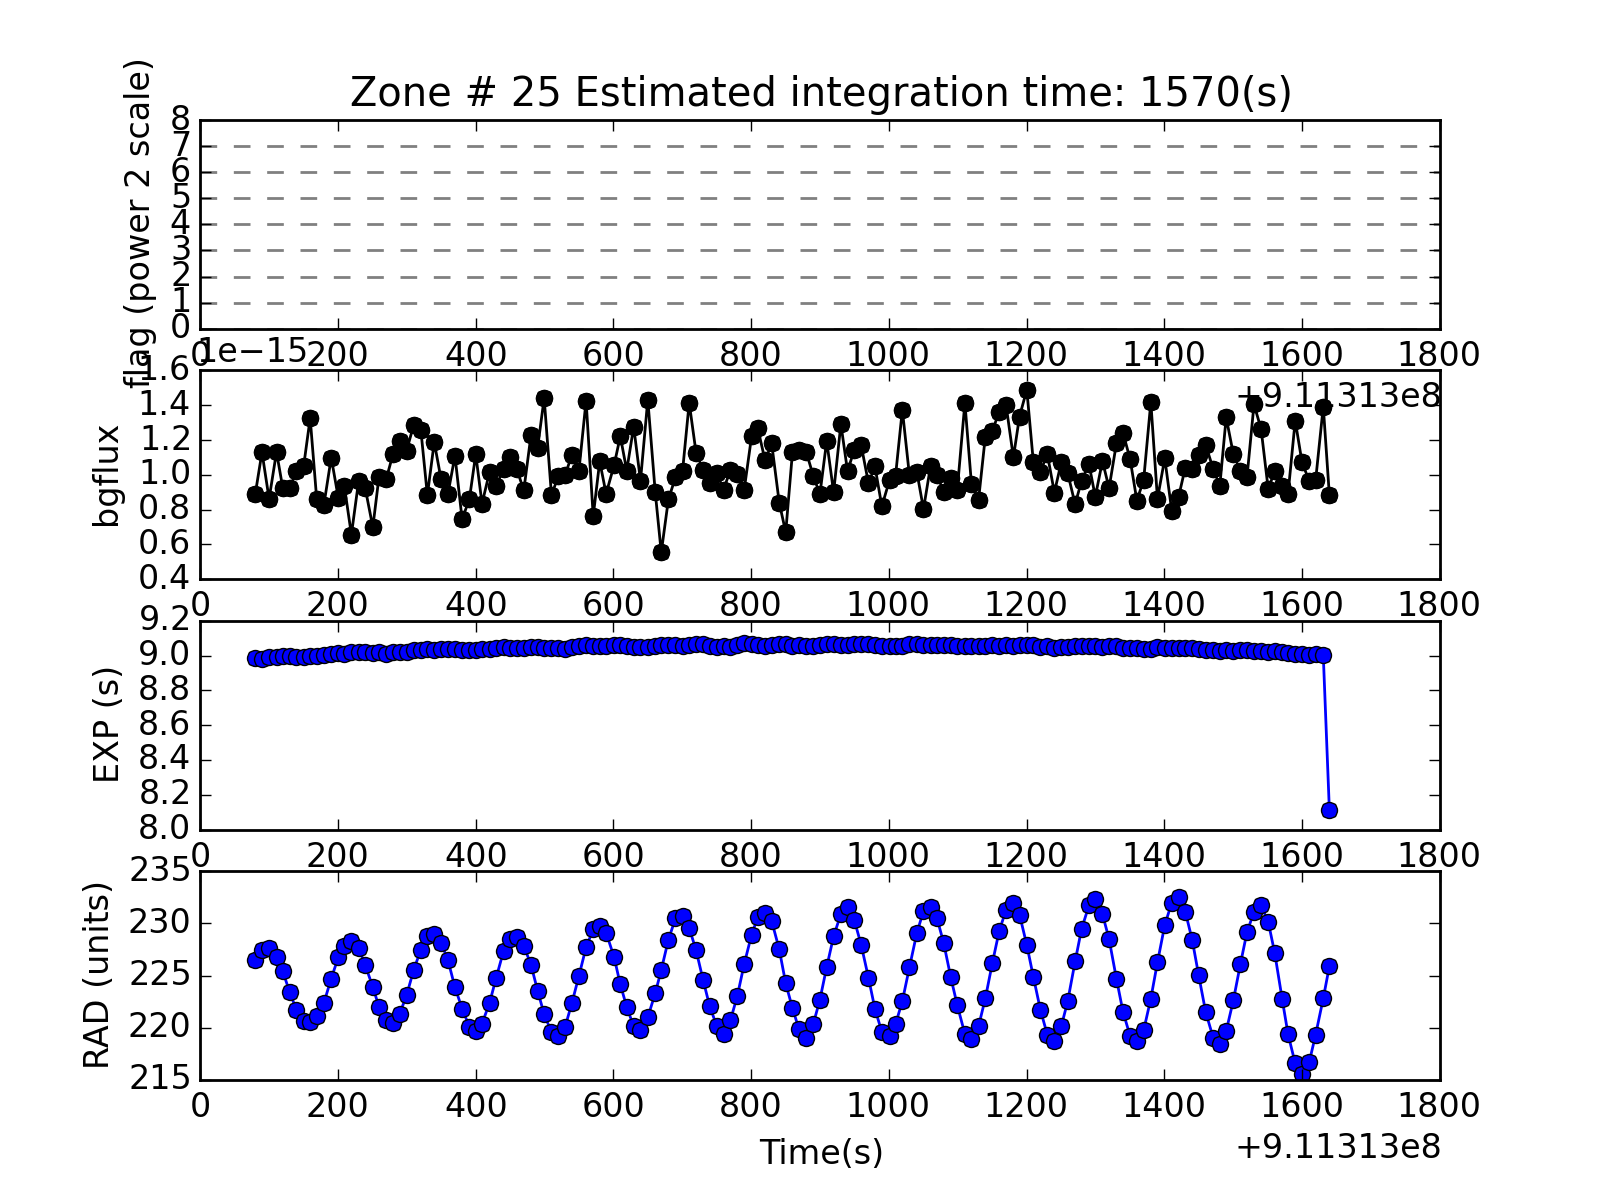 Zone # 25 Estimated integration time: 1570(s)
flag (power 2 scale)
8
7
6
5
4
3
2
1
0
0 200 400 600 800 1000 1200 1400 1600 1800
+9.11313e8
1e−15
bgflux
1.6
1.4
1.2
1.0
0.8
0.6
0.4
0 200 400 600 800 1000 1200 1400 1600 1800
EXP (s)
9.2
9.0
8.8
8.6
8.4
8.2
8.0
0 200 400 600 800 1000 1200 1400 1600 1800
RAD (units)
235
230
225
220
215
0 200 400 600 800 1000 1200 1400 1600 1800
Time(s)
+9.11313e8